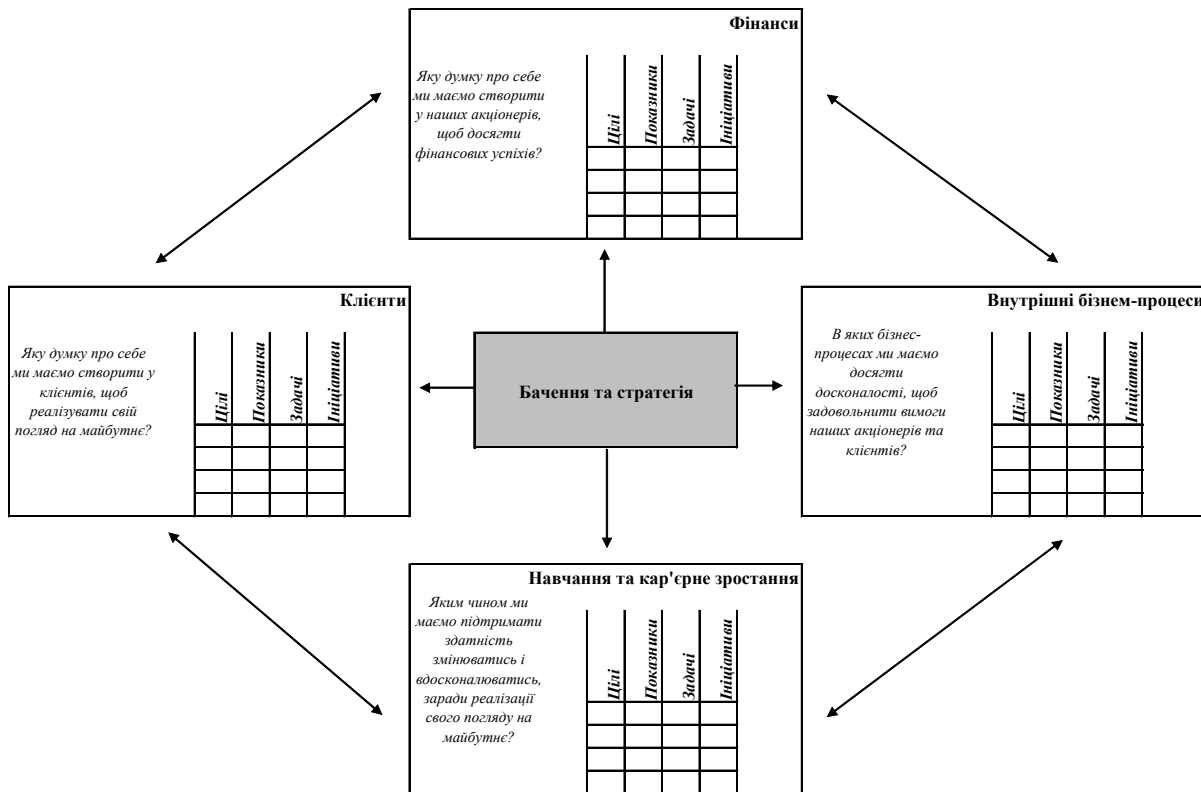 Фінанси
Яку думку про себе
ми маємо створити
у наших акціонерів,
щоб досягти
фінансових успіхів?
Цілі
Показники
Задачі
Ініціативи
Клієнти
Яку думку про себе
ми маємо створити у
клієнтів, щоб
реалізувати свій
погляд на майбутнє?
Цілі
Показники
Задачі
Ініціативи
Бачення та стратегія
Внутрішні бізнем-процеси
В яких бізнес-
процесах ми маємо
досягти
досконалості, щоб
задовольнити вимоги
наших акціонерів та
клієнтів?
Цілі
Показники
Задачі
Ініціативи
Навчання та кар'єрне зростання
Яким чином ми
маємо підтримати
здатність
змінюватись і
вдосконалюватись,
заради реалізації
свого погляду на
майбутнє?
Цілі
Показники
Задачі
Ініціативи